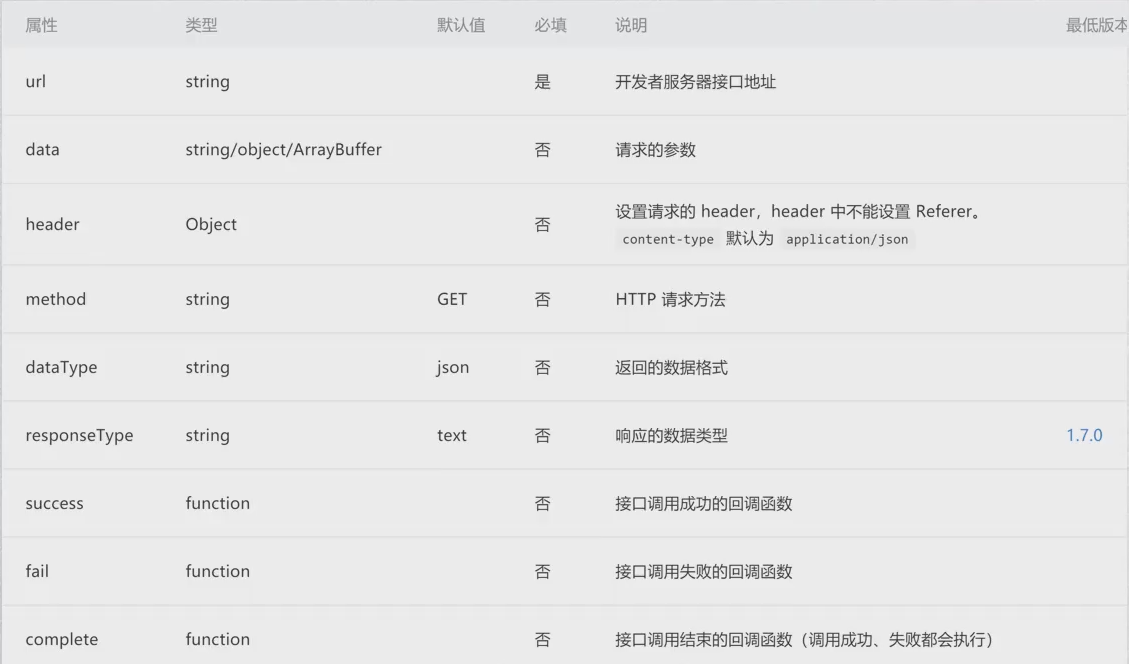 属性 类型 默认值 必填 说明 最低版本
url string 是 开发者服务器接口地址
data string/object/ArrayBuffer 否 请求的参数
header Object 否 设置请求的 header，header 中不能设置 Referer。
content-type 默认为 application/json
method string GET 否 HTTP 请求方法
dataType string json 否 返回的数据格式
responseType string text 否 响应的数据类型 1.7.0
success function 否 接口调用成功的回调函数
fail function 否 接口调用失败的回调函数
complete function 否 接口调用结束的回调函数（调用成功、失败都会执行）